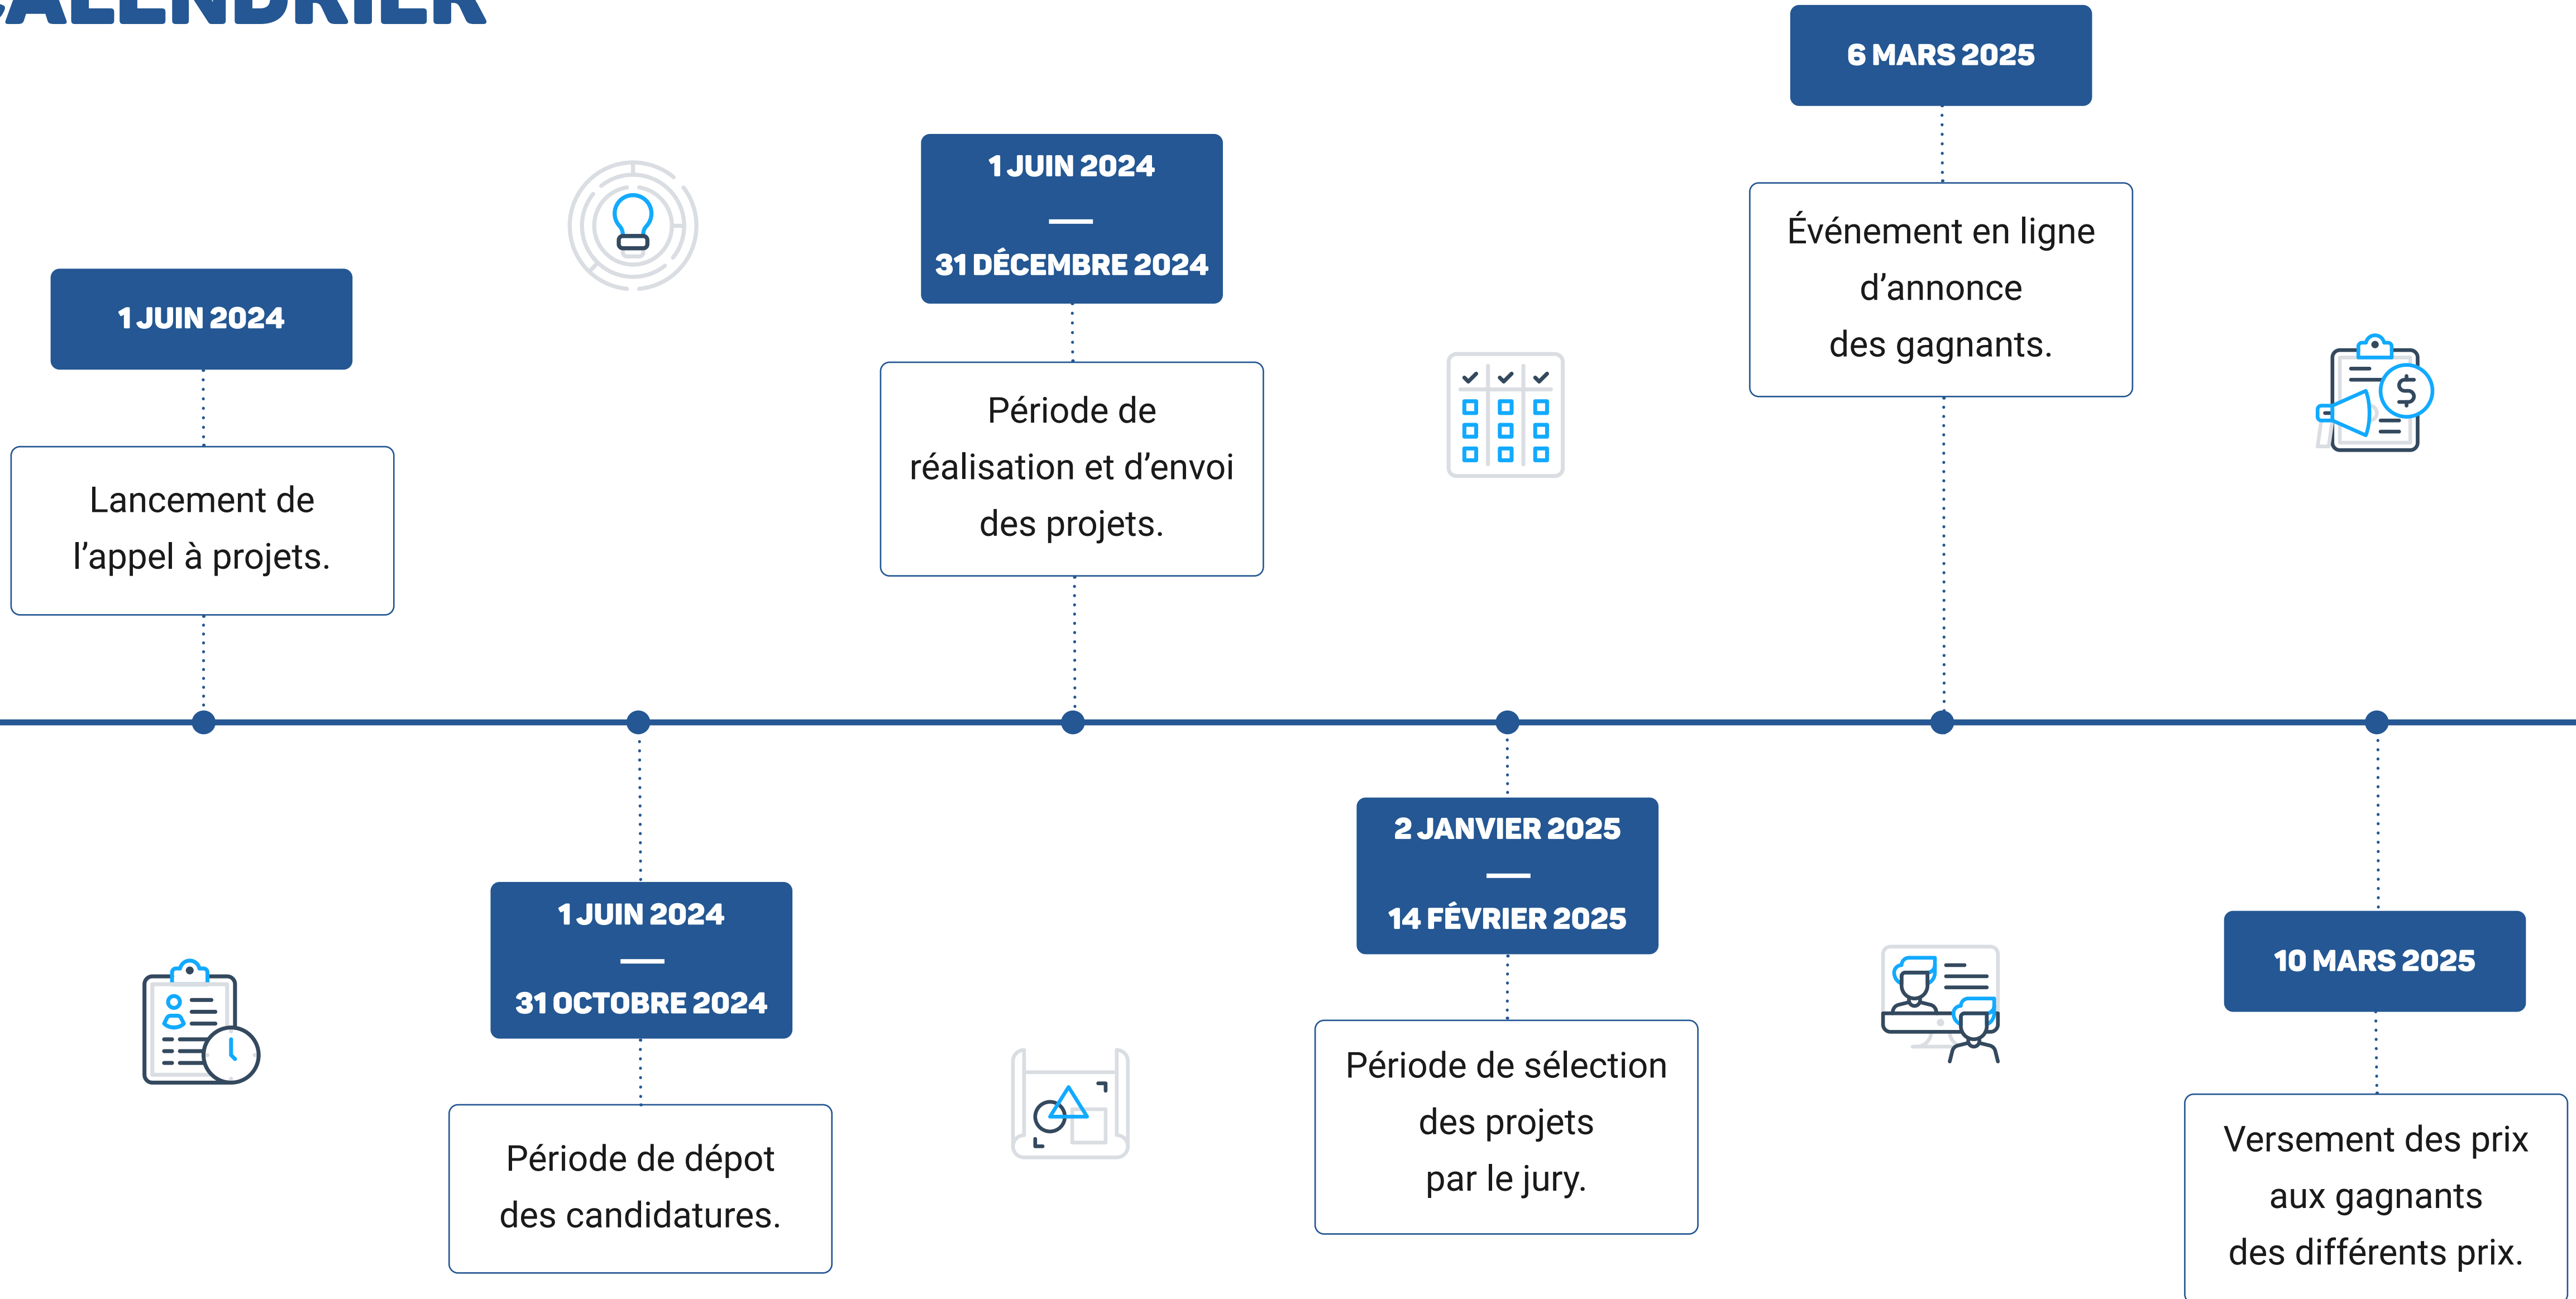 CALENDRIER
1 JUIN 2024
Lancement de
l’appel à projets.
1 JUIN 2024
—
31 OCTOBRE 2024
Période de dépot
des candidatures.
1 JUIN 2024
—
31 DÉCEMBRE 2024
Période de
réalisation et d’envoi
des projets.
2 JANVIER 2025
—
14 FÉVRIER 2025
Période de sélection
des projets
par le jury.
6 MARS 2025
Événement en ligne
d’annonce
des gagnants.
$
10 MARS 2025
Versement des prix
aux gagnants
des différents prix.